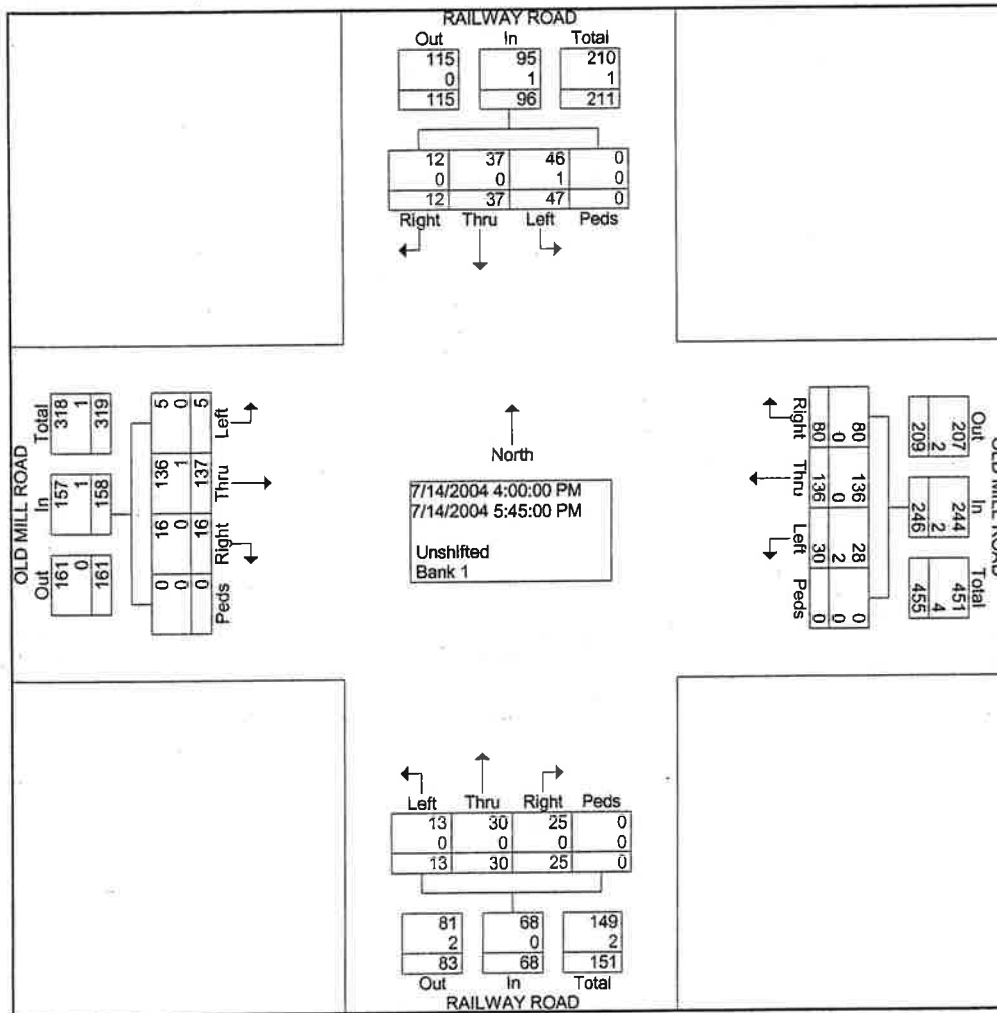 RAILWAY ROAD
Out In Total
115 95 210
0 1 1
115 96 211
12 37 46 0
0 0 1 0
12 37 47 0
Right Thru Left Peds
OLD MILL ROAD
Total In Out
318 157 161
1 1 0
319 158 161
5 136 16 0
0 1 0 0
5 137 16 0
Left Thru Right Peds
North
7/14/2004 4:00:00 PM
7/14/2004 5:45:00 PM
Unshifted
Bank 1
Right Thru Left Peds
80 136 30 0
0 0 2 0
80 136 28 0
Out In Total
207 244 451
2 2 4
209 246 455
OLD MILL ROAD
Left Thru Right Peds
13 30 25 0
0 0 0 0
13 30 25 0
81 68 149
2 0 2
83 68 151
Out In Total
RAILWAY ROAD